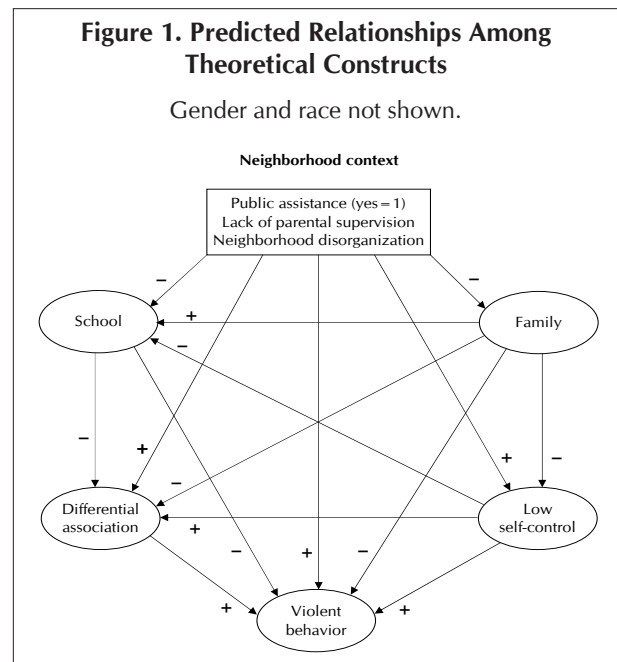 Figure 1. Predicted Relationships Among
Theoretical Constructs
Gender and race not shown.
Neighborhood context
Public assistance (yes = 1)
Lack of parental supervision
Neighborhood disorganization
− −
School + Family
−
− + − + −
Differential
association
Low
self-control
+
− + −
+ +
Violent
behavior